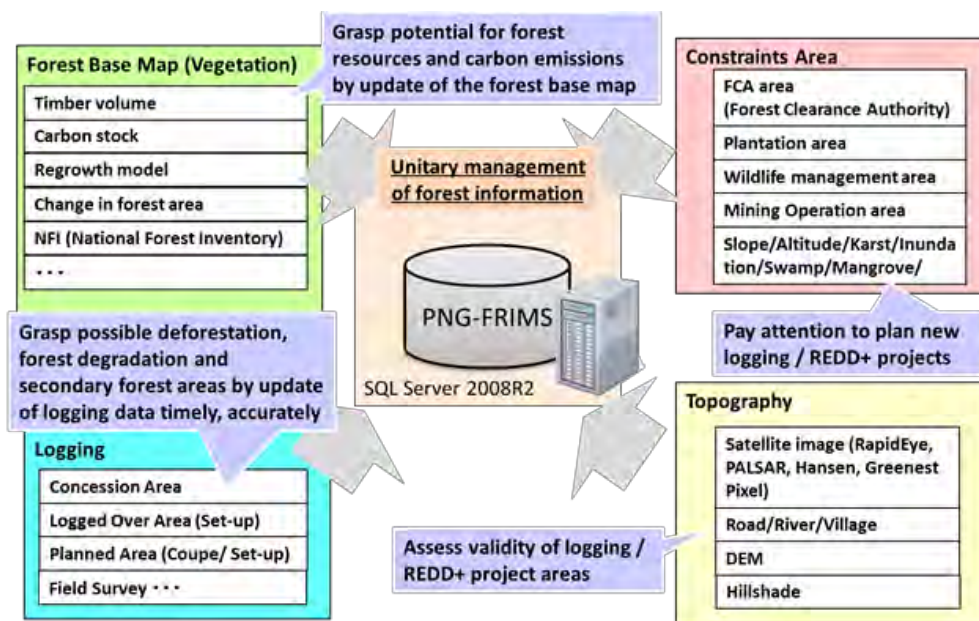 Grasp potential for forest
resources and carbon emissions
by update of the forest base map
Forest Base Map (Vegetation)
Timber volume
Carbon stock
Regrowth model
Change in forest area
NFI (National Forest Inventory)
・・・
Unitary management
of forest information
PNG-FRIMS
SQL Server 2008R2
Constraints Area
FCA area
(Forest Clearance Authority)
Plantation area
Wildlife management area
Mining Operation area
Slope/Altitude/Karst/Inunda
tion/Swamp/Mangrove/
Pay attention to plan new
logging / REDD+ projects
Grasp possible deforestation,
forest degradation and
secondary forest areas by update
of logging data timely, accurately
Logging
Concession Area
Logged Over Area (Set-up)
Planned Area (Coupe/ Set-up)
Field Survey ・・・
Assess validity of logging /
REDD+ project areas
Topography
Satellite image (RapidEye,
PALSAR, Hansen, Greenest
Pixel)
Road/River/Village
DEM
Hillshade